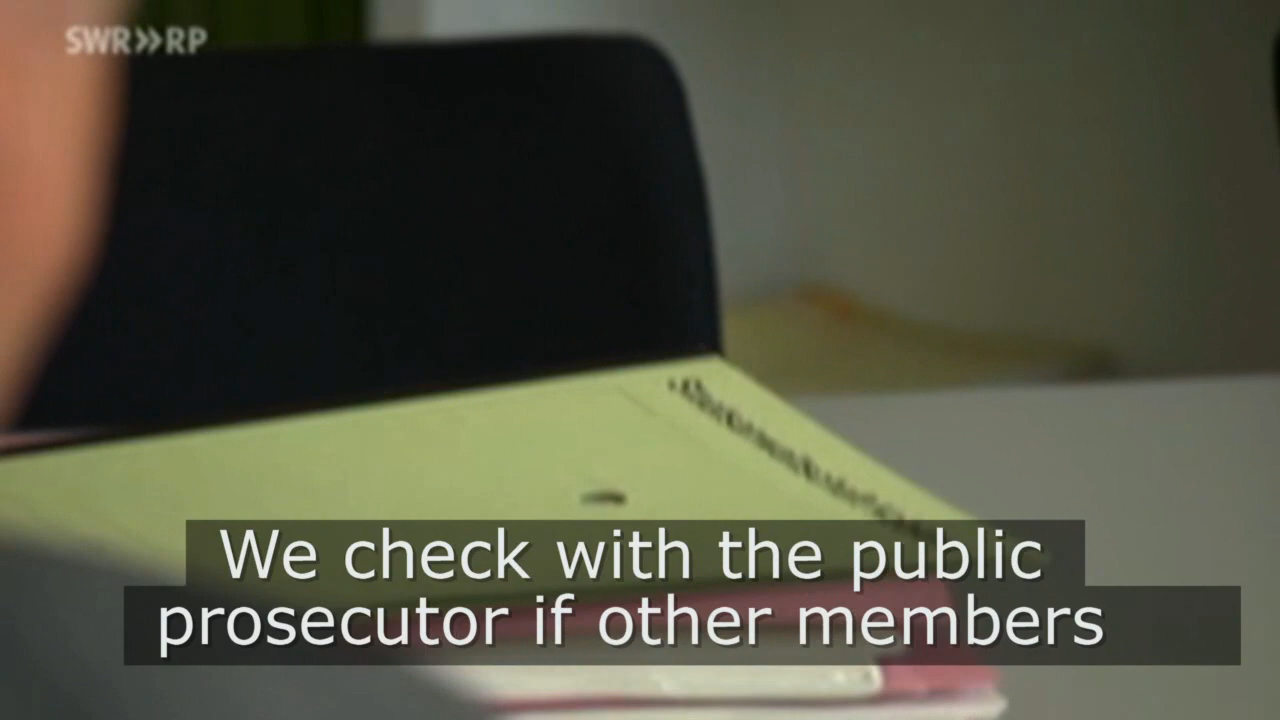 SWR»RP
We check with the public
prosecutor if other members